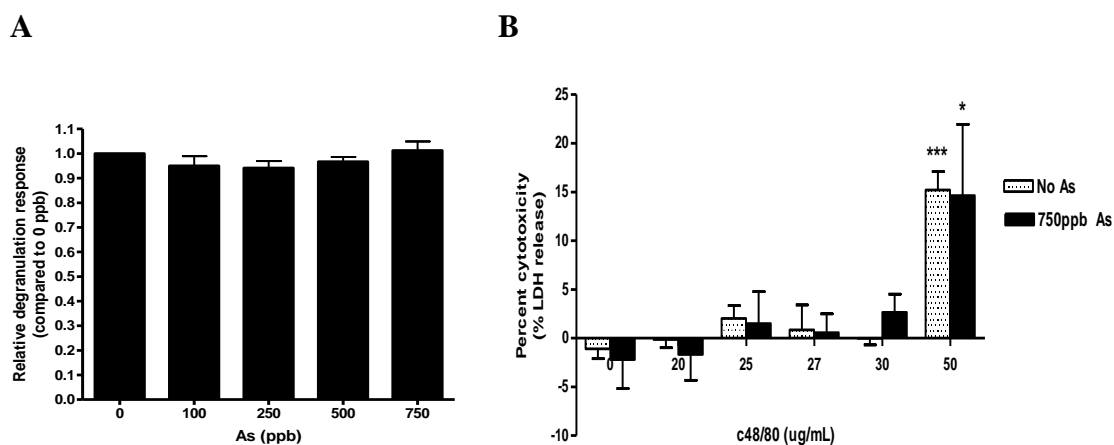 A
B
Relative degranulation response
(compared to 0 ppb)
1.1
1.0
0.9
0.8
0.7
0.6
0.5
0.4
0.3
0.2
0.1
0.0
0 100 250 500 750
As (ppb)
Percent cytotoxicity
(% LDH release)
25
20
15
10
5
0
-5
-10
*
***
0 20 25 27 30 50
c48/80 (ug/mL)
No As
750ppb As